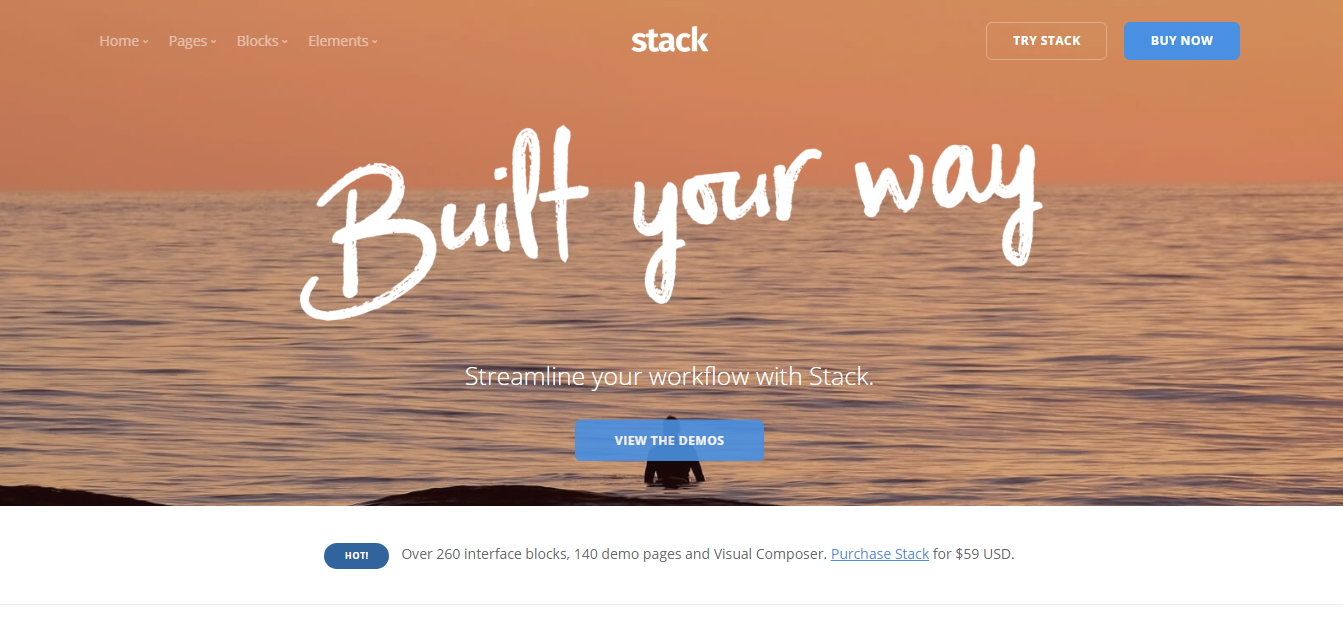 Home Pages Blocks Elements stack TRY STACK BUY NOW
Built your way
Streamline your workflow with Stack.
VIEW THE DEMOS
HOT! Over 260 interface blocks, 140 demo pages and Visual Composer. Purchase Stack for $59 USD.